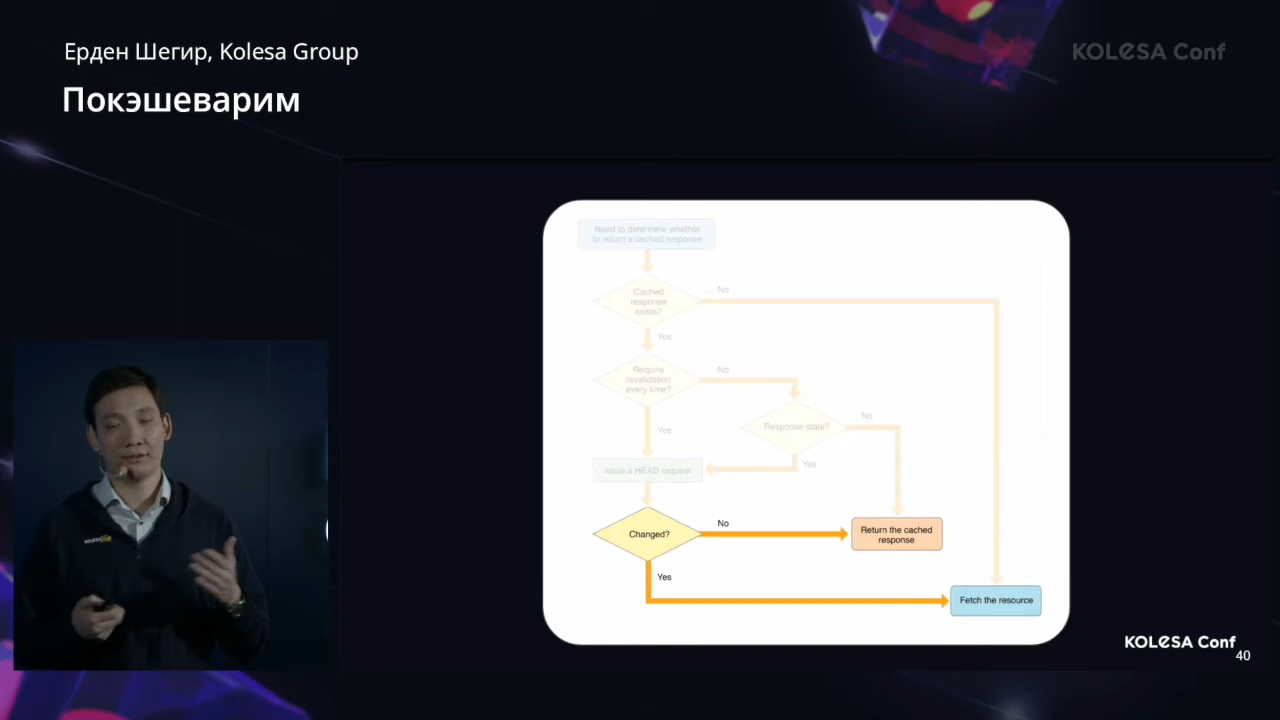 Ерден Шегир, Kolesa Group
KOLESA Conf
Покэшеварим
Need to determine whether
to return a cached response
Cached
response
exists?
No
Yes
Require
revalidation
every time?
No
Yes
Response stale?
No
Yes
Issue a HEAD request
Changed?
No
Return the cached
response
Yes
Fetch the resource
KOLESA Conf
40